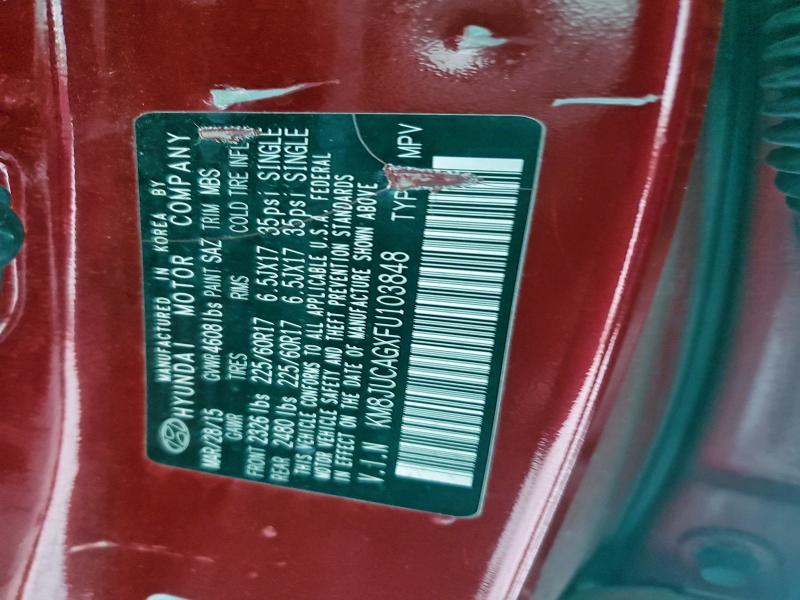 MANUFACTURED IN KOREA BY
HYUNDAI MOTOR COMPANY
MAR/28/15 GVWR 4608 lbs PAINT SAZ TRIM MBS
GAWR TIRES RMS COLD TIRE INFL
FRONT 2326 lbs 225/60R17 6.5JX17 35psi SINGLE
REAR 2480 lbs 225/60R17 6.5JX17 35psi SINGLE
THIS VEHICLE CONFORMS TO ALL APPLICABLE U.S.A. FEDERAL
MOTOR VEHICLE SAFETY AND THEFT PREVENTION STANDARDS
IN EFFECT ON THE DATE OF MANUFACTURE SHOWN ABOVE
V.I.N KM8JUCAGXFU103848 TYP MPV